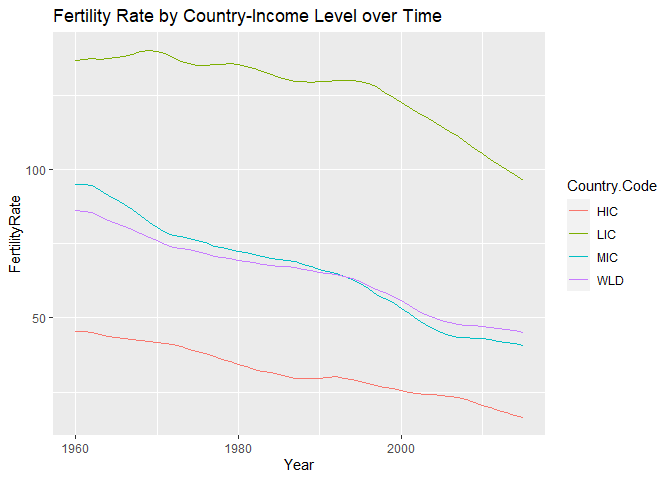 Fertility Rate by Country-Income Level over Time
100
50
FertilityRate
1960
1980
2000
Year
Country.Code
HIC
LIC
MIC
WLD